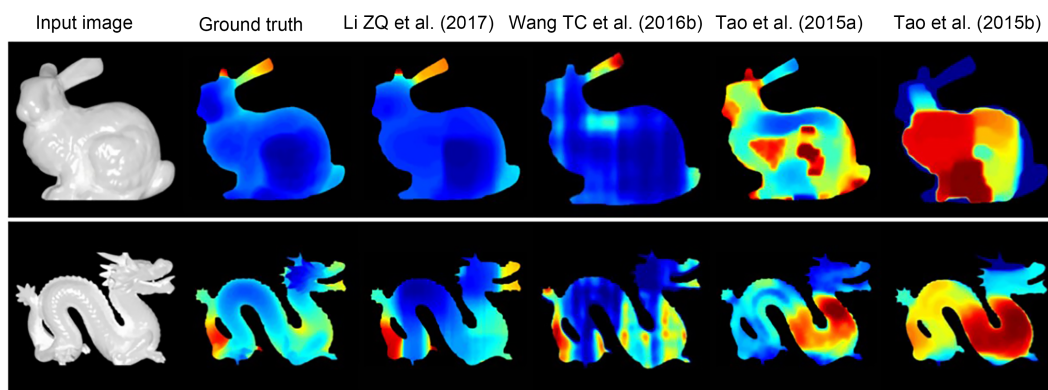 Input image Ground truth Li ZQ et al. (2017) Wang TC et al. (2016b) Tao et al. (2015a) Tao et al. (2015b)